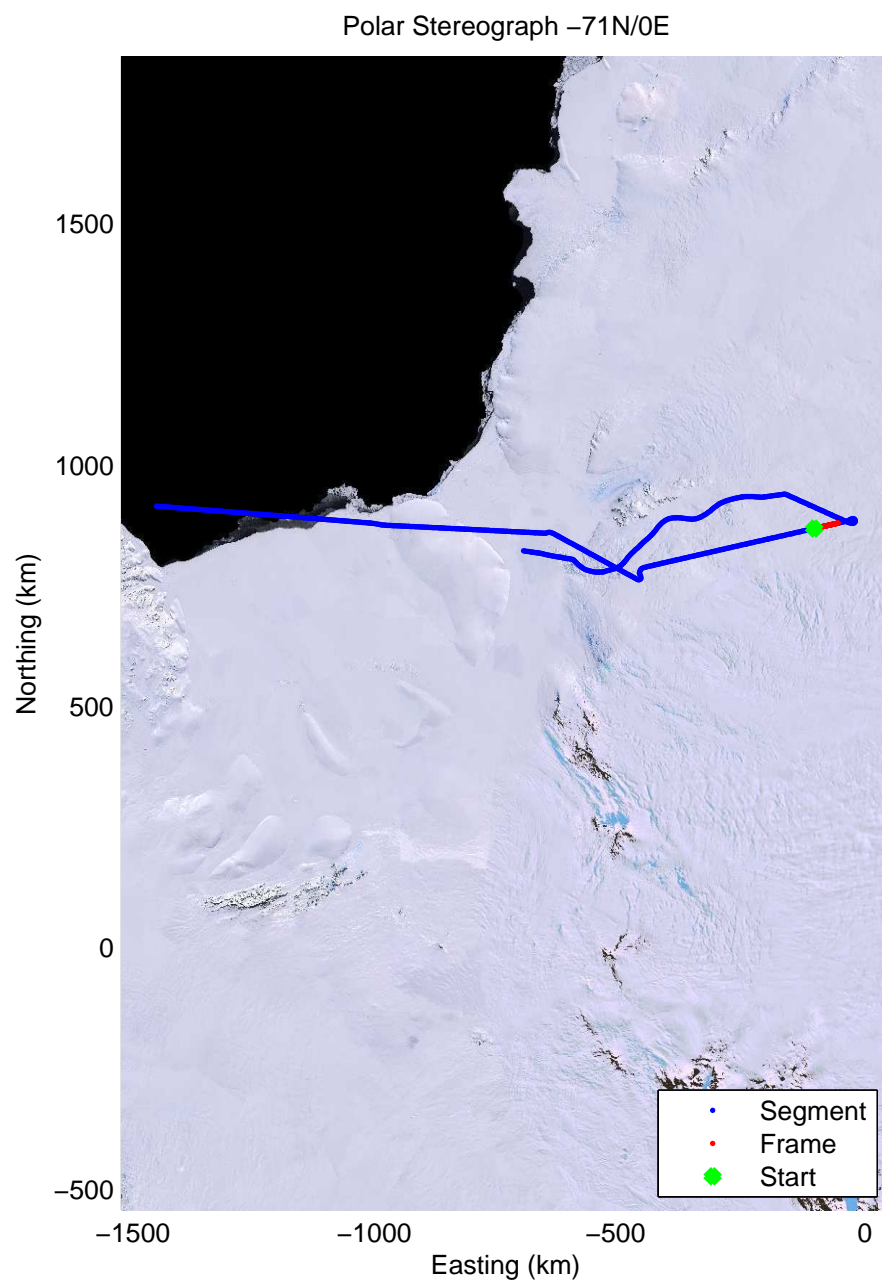 Polar Stereograph −71N/0E
1500
1000
500
0
−500
Northing (km)
−1500
−1000
−500
0
Easting (km)
Segment
Frame
Start